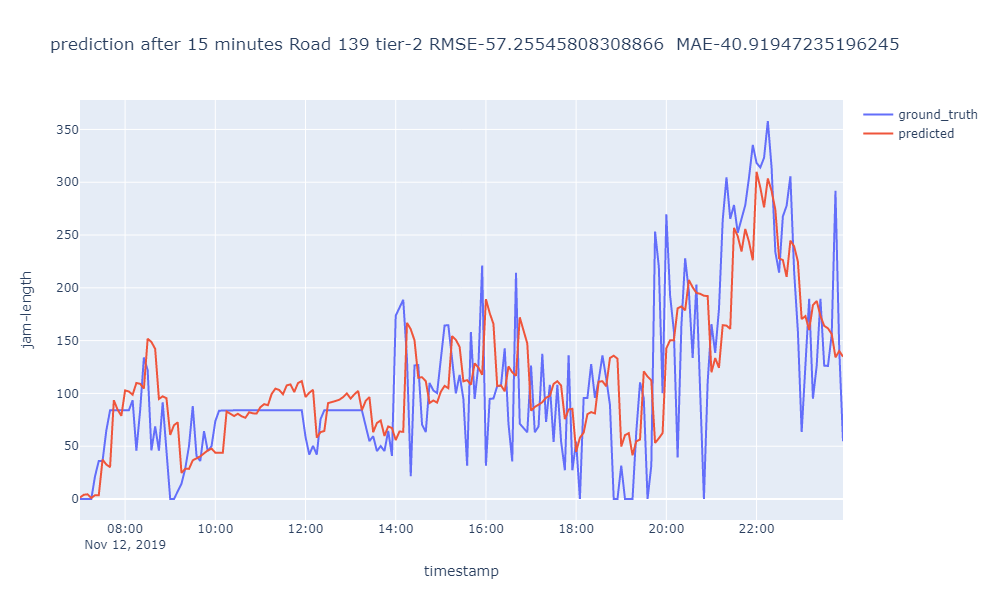 prediction after 15 minutes Road 139 tier-2 RMSE-57.25545808308866  MAE-40.91947235196245
ground_truth
predicted
350
300
250
200
150
100
50
0
jam-length
08:00
10:00
12:00
14:00
16:00
18:00
20:00
22:00
Nov 12, 2019
timestamp